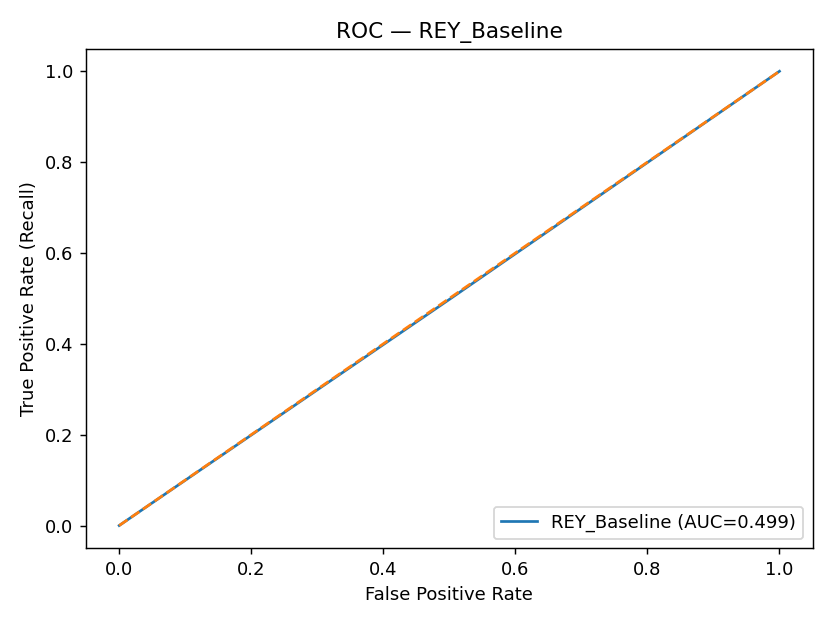 ROC — REY_Baseline
1.0
0.8
0.6
0.4
0.2
0.0
True Positive Rate (Recall)
REY_Baseline (AUC=0.499)
0.0 0.2 0.4 0.6 0.8 1.0
False Positive Rate